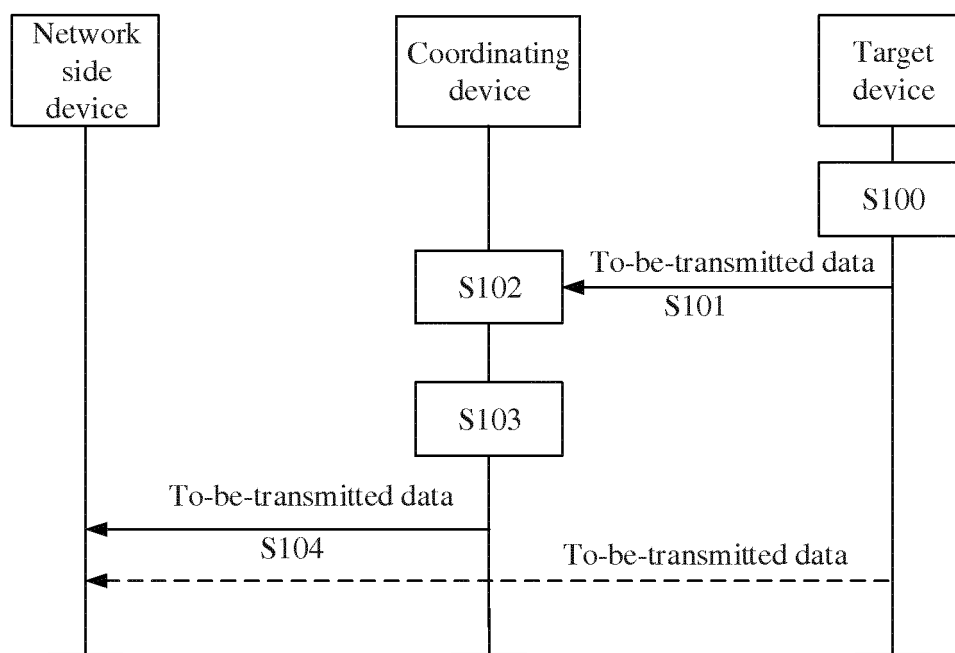 Network
side
device
Coordinating
device
Target
device
S100
To-be-transmitted data
S101
S102
S103
To-be-transmitted data
S104
To-be-transmitted data